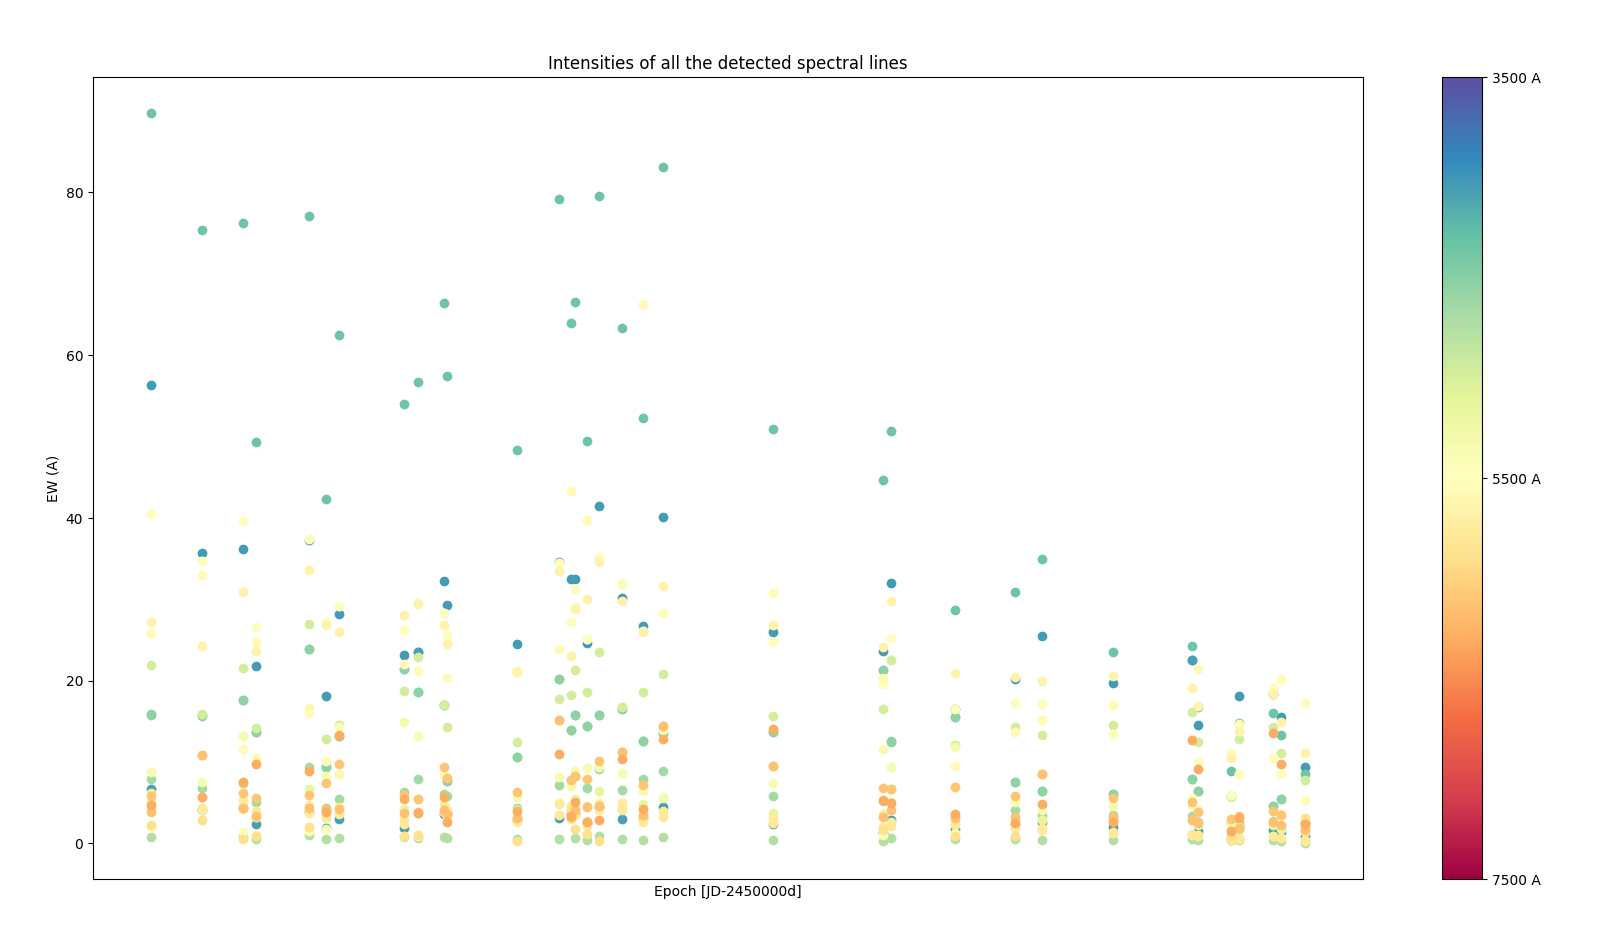 Intensities of all the detected spectral lines
EW (A)
80
60
40
20
0
Epoch [JD-2450000d]
3500 A
5500 A
7500 A